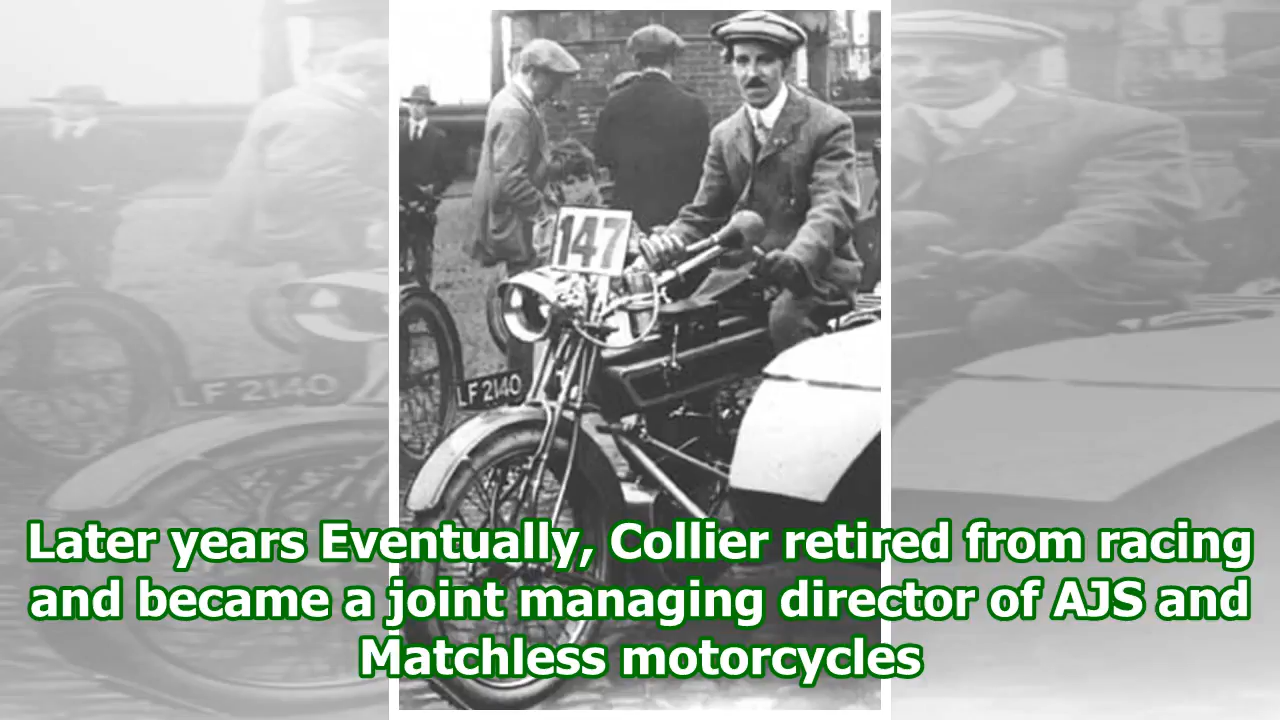 147
LF 2140
LF 2140
Later years Eventually, Collier retired from racing
and became a joint managing director of AJS and
Matchless motorcycles